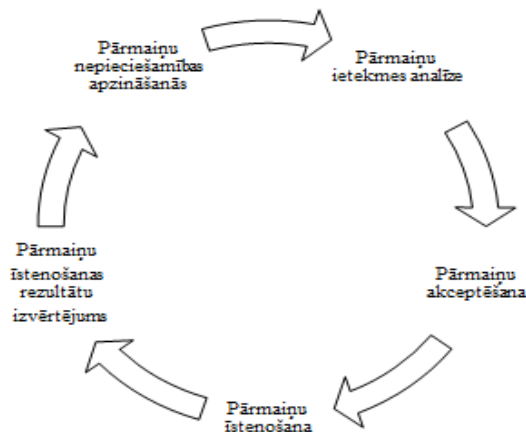 Pārmaiņu
nepieciešamības
apzināšanās
Pārmaiņu
ietekmes analīze
Pārmaiņu
akceptēšana
Pārmaiņu
īstenošana
Pārmaiņu
īstenošanas
rezultātu
izvērtējums